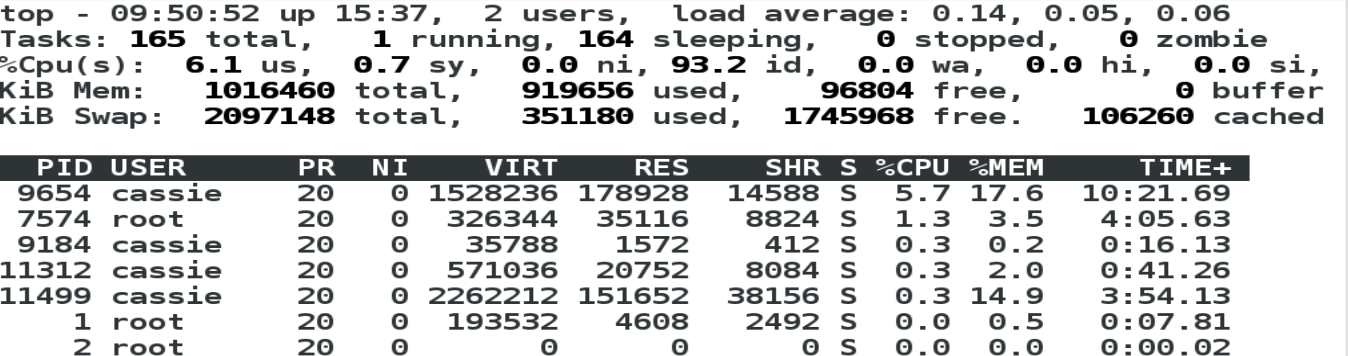 top - 09:50:52 up 15:37,  2 users,  load average: 0.14, 0.05, 0.06
Tasks: 165 total,   1 running, 164 sleeping,   0 stopped,   0 zombie
%Cpu(s):  6.1 us,  0.7 sy,  0.0 ni, 93.2 id,  0.0 wa,  0.0 hi,  0.0 si,
KiB Mem:   1016460 total,   919656 used,    96804 free,        0 buffer
KiB Swap:  2097148 total,   351180 used,  1745968 free.   106260 cached
  PID USER      PR  NI    VIRT    RES    SHR S %CPU %MEM     TIME+
 9654 cassie    20   0 1528236 178928  14588 S  5.7 17.6  10:21.69
 7574 root      20   0  326344  35116   8824 S  1.3  3.5   4:05.63
 9184 cassie    20   0   35788   1572    412 S  0.3  0.2   0:16.13
11312 cassie    20   0  571036  20752   8084 S  0.3  2.0   0:41.26
11499 cassie    20   0 2262212 151652  38156 S  0.3 14.9   3:54.13
    1 root      20   0  193532   4608   2492 S  0.0  0.5   0:07.81
    2 root      20   0       0      0      0 S  0.0  0.0   0:00.02